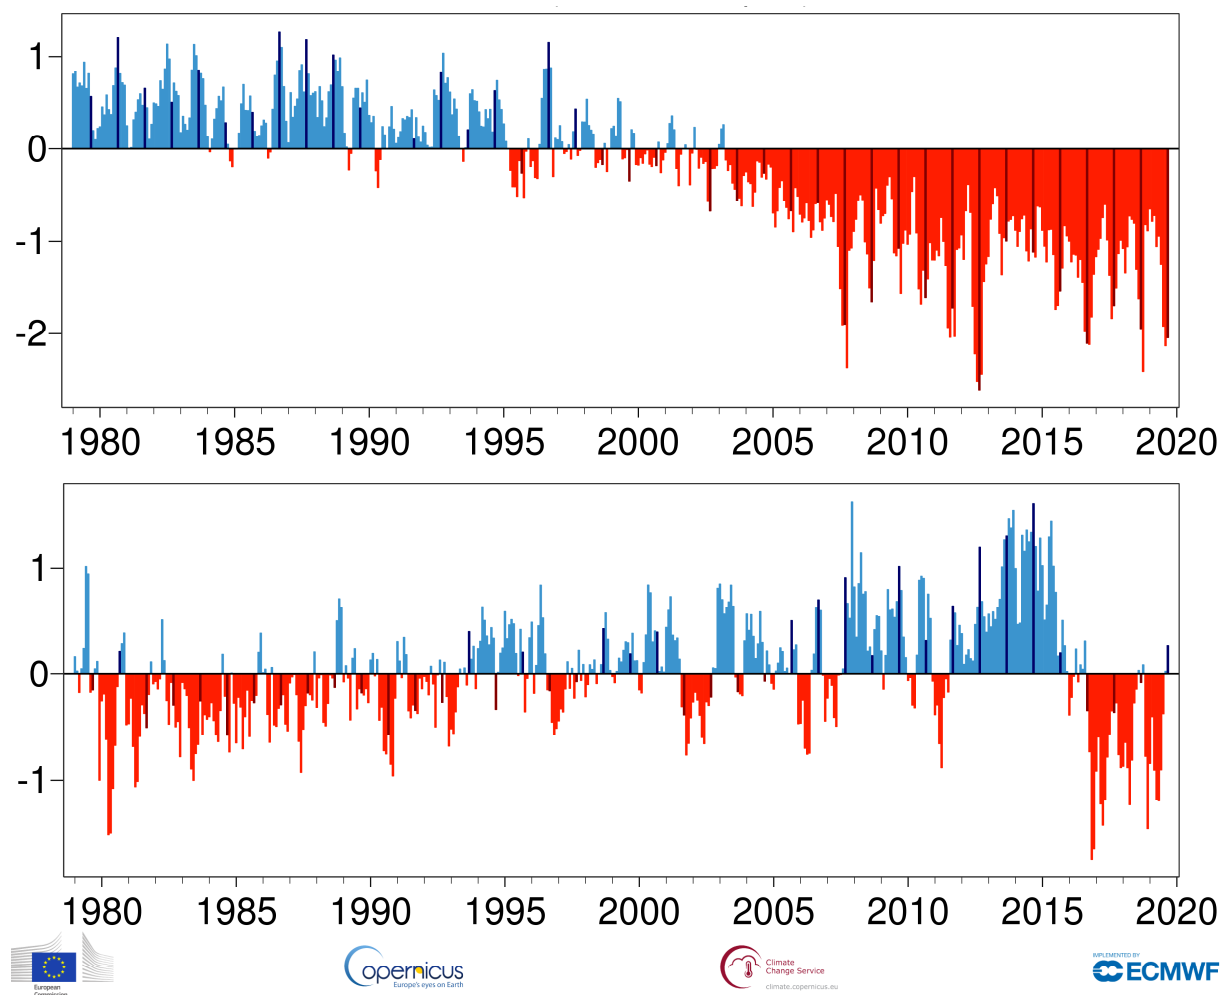 1
0
-1
-2
1980 1985 1990 1995 2000 2005 2010 2015 2020
1
0
-1
1980 1985 1990 1995 2000 2005 2010 2015 2020
European
Commission
opernicus
Europe's eyes on Earth
Climate
Change Service
climate.copernicus.eu
IMPLEMENTED BY
ECMWF